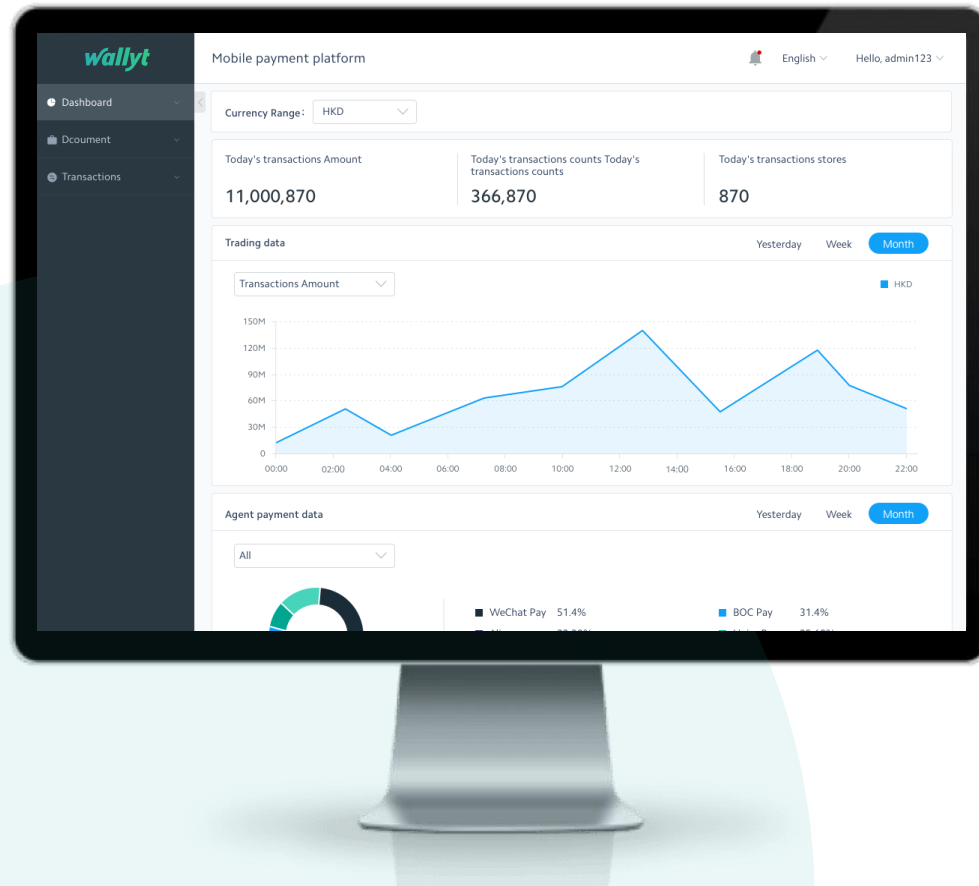 wallyt
Mobile payment platform
English
Hello, admin123
Dashboard
Dcoument
Transactions
Currency Range:
HKD
Today's transactions Amount
11,000,870
Today's transactions counts Today's
transactions counts
366,870
Today's transactions stores
870
Trading data
Yesterday
Week
Month
Transactions Amount
HKD
150M
120M
90M
60M
30M
0
00:00
02:00
04:00
06:00
08:00
10:00
12:00
14:00
16:00
18:00
20:00
22:00
Agent payment data
Yesterday
Week
Month
All
WeChat Pay 51.4%
BOC Pay 31.4%